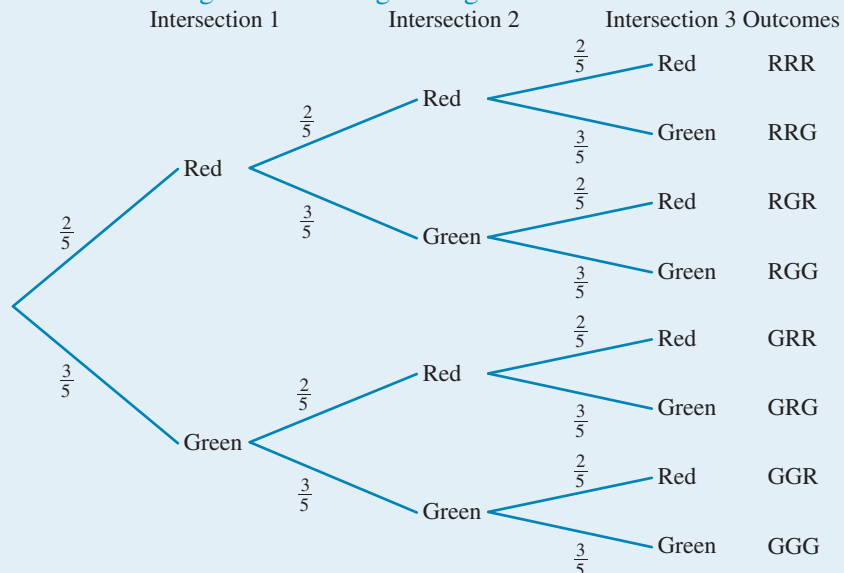 Intersection 1 Intersection 2 Intersection 3 Outcomes
2/5 Red RRR
Red
2/5
3/5 Green RRG
Red
2/5 Red RGR
3/5
Green
2/5
3/5 Green RGG
2/5 Red GRR
3/5
Red
2/5
3/5 Green GRG
Green
2/5 Red GGR
3/5
Green
3/5 Green GGG